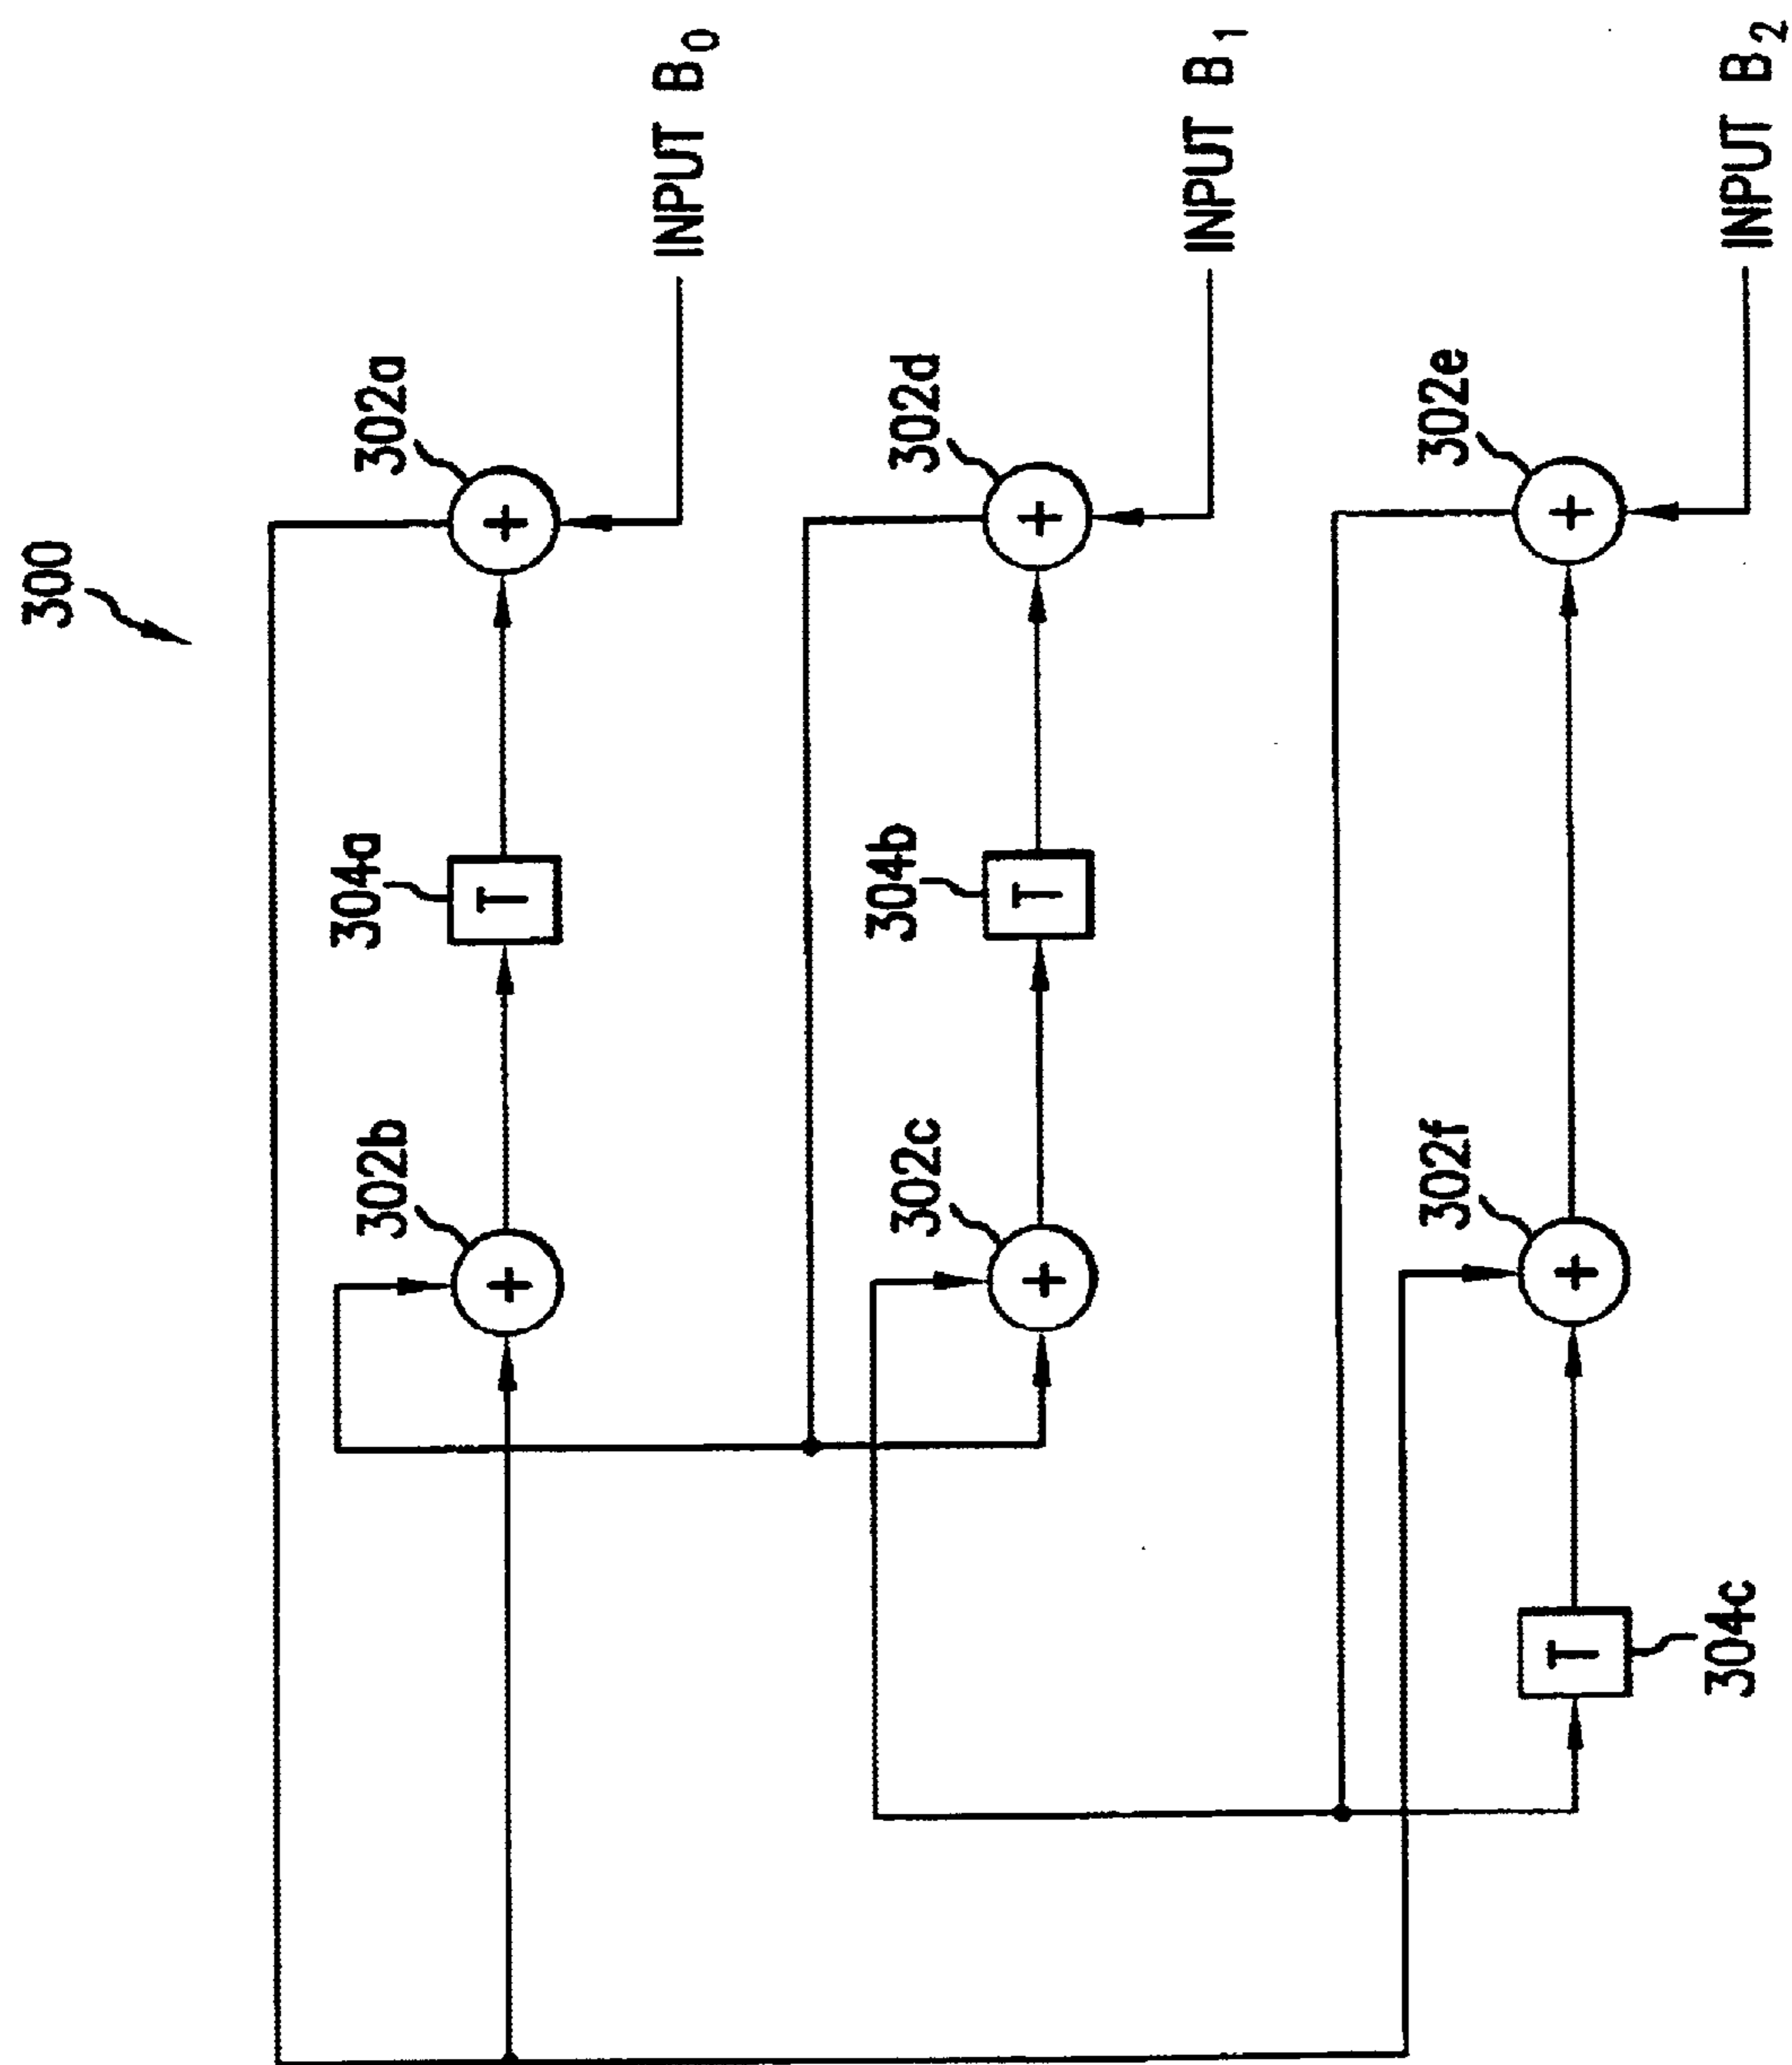 300
302a
INPUT B0
304a
302b
302d
INPUT B1
304b
302c
302e
INPUT B2
302f
304c
+
T
+
+
T
+
+
+
T